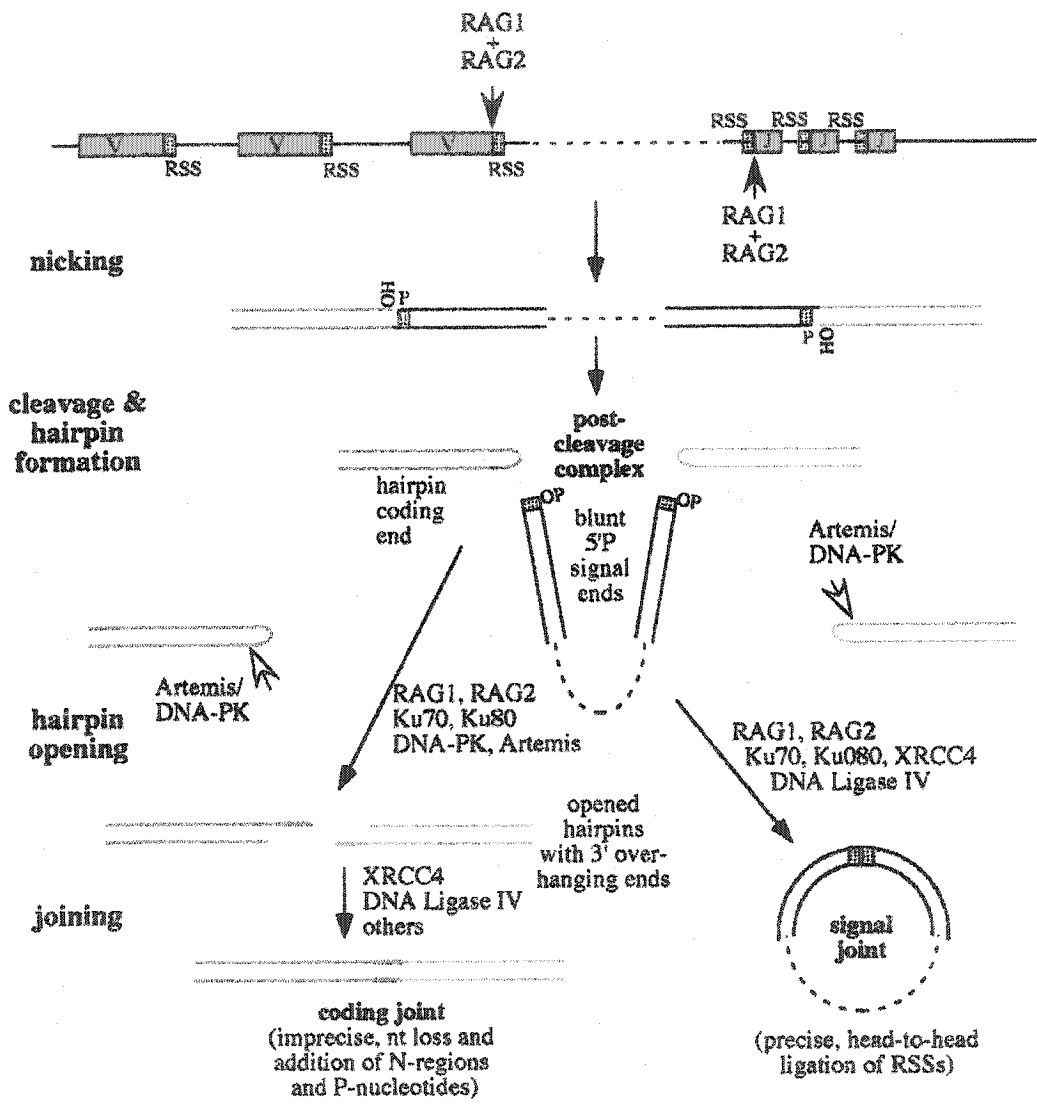 RAG1
+
RAG2
V RSS V RSS V RSS RSS J RSS J RSS J
RAG1
+
RAG2
nicking
HO P
P OH
cleavage &
hairpin
formation
post-
cleavage
complex
hairpin
coding
end
OP
OP
blunt
5'P
signal
ends
Artemis/
DNA-PK
Artemis/
DNA-PK
hairpin
opening
RAG1, RAG2
Ku70, Ku80
DNA-PK, Artemis
RAG1, RAG2
Ku70, Ku080, XRCC4
DNA Ligase IV
opened
hairpins
with 3' over-
hanging ends
joining
XRCC4
DNA Ligase IV
others
signal
joint
coding joint
(imprecise, nt loss and
addition of N-regions
and P-nucleotides)
(precise, head-to-head
ligation of RSSs)